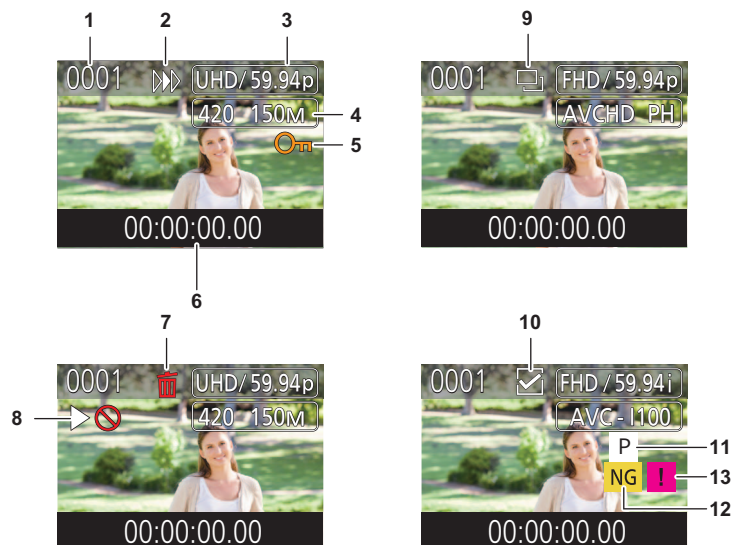 1 2 3
0001 UHD/59.94p
420 150M 4
5
00:00:00.00
6
9
0001 FHD/59.94p
AVCHD PH
00:00:00.00
7
0001 UHD/59.94p
8 420 150M
00:00:00.00
10
0001 FHD/59.94i
AVC-I100
P 11
NG ! 13
12
00:00:00.00